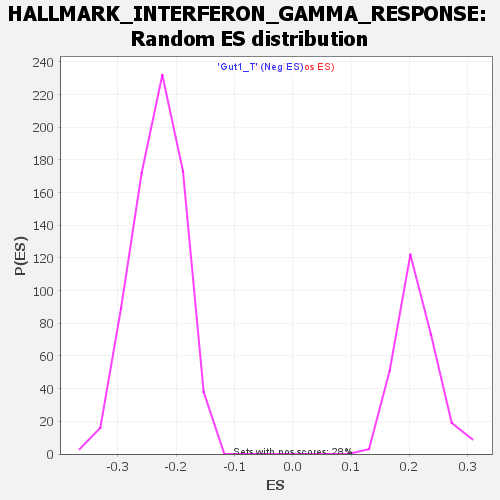 HALLMARK_INTERFERON_GAMMA_RESPONSE:
Random ES distribution
'Gut1_T' (Neg ES)os ES)
240
220
200
180
160
140
120
100
80
60
40
20
0
P(ES)
Sets with pos scores: 28%
-0.3 -0.2 -0.1 0.0 0.1 0.2 0.3
ES